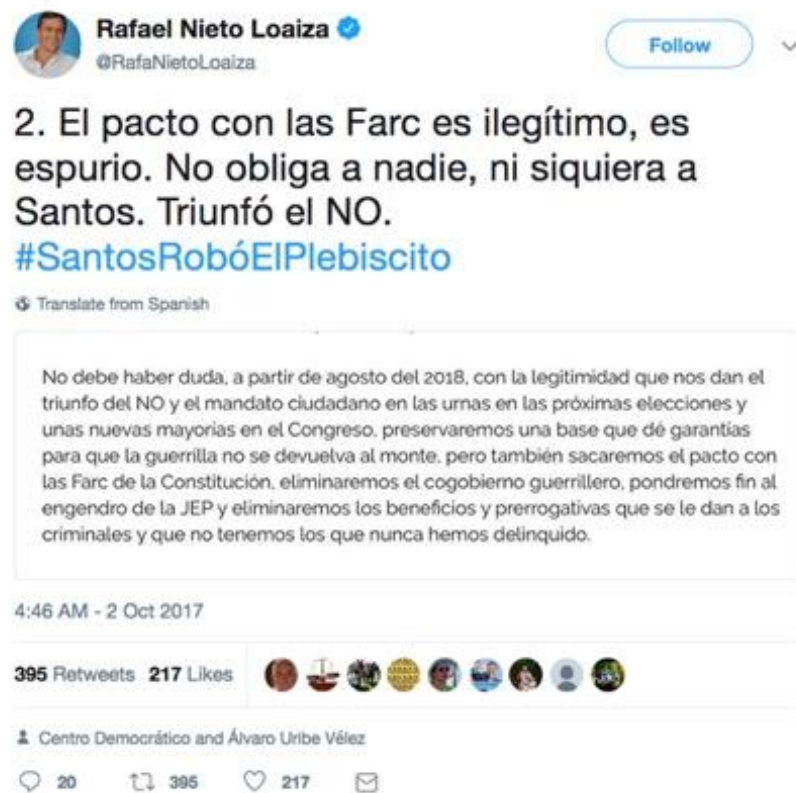 Rafael Nieto Loaiza
@RafaNietoLoaiza
Follow
2. El pacto con las Farc es ilegítimo, es
espurio. No obliga a nadie, ni siquiera a
Santos. Triunfó el NO.
#SantosRobóElPlebiscito
Translate from Spanish
No debe haber duda, a partir de agosto del 2018, con la legitimidad que nos dan el
triunfo del NO y el mandato ciudadano en las urnas en las próximas elecciones y
unas nuevas mayorías en el Congreso, preservaremos una base que dé garantías
para que la guerrilla no se devuelva al monte, pero también sacaremos el pacto con
las Farc de la Constitución, eliminaremos el cogobierno guerrillero, pondremos fin al
engendro de la JEP y eliminaremos los beneficios y prerrogativas que se le dan a los
criminales y que no tenemos los que nunca hemos delinquido.
4:46 AM - 2 Oct 2017
395 Retweets 217 Likes
Centro Democrático and Álvaro Uribe Vélez
20 395 217